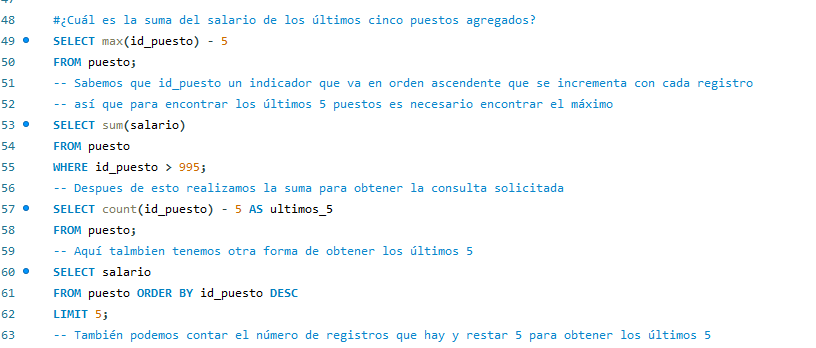 48 #¿Cuál es la suma del salario de los últimos cinco puestos agregados?
49 SELECT max(id_puesto) - 5
50 FROM puesto;
51 -- Sabemos que id_puesto un indicador que va en orden ascendente que se incrementa con cada registro
52 -- así que para encontrar los últimos 5 puestos es necesario encontrar el máximo
53 SELECT sum(salario)
54 FROM puesto
55 WHERE id_puesto > 995;
56 -- Despues de esto realizamos la suma para obtener la consulta solicitada
57 SELECT count(id_puesto) - 5 AS ultimos_5
58 FROM puesto;
59 -- Aquí talmbien tenemos otra forma de obtener los últimos 5
60 SELECT salario
61 FROM puesto ORDER BY id_puesto DESC
62 LIMIT 5;
63 -- También podemos contar el número de registros que hay y restar 5 para obtener los últimos 5